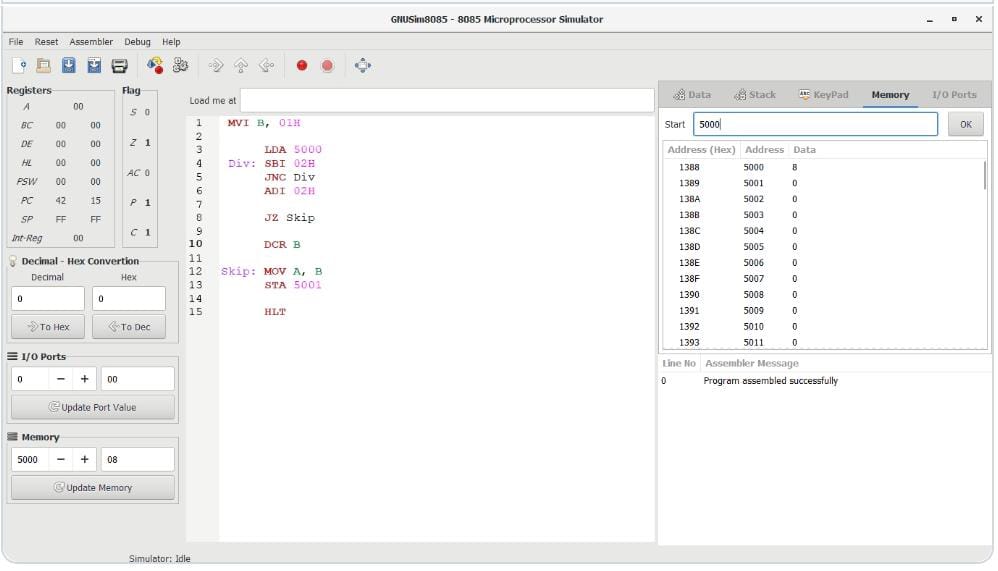 GNUSim8085 - 8085 Microprocessor Simulator
File Reset Assembler Debug Help
Registers
A 00
BC 00 00
DE 00 00
HL 00 00
PSW 00 00
PC 42 15
SP FF FF
Int-Reg 00
Flag
S 0
Z 1
AC 0
P 1
C 1
Decimal - Hex Convertion
Decimal Hex
0 0
To Hex To Dec
I/O Ports
0 − + 00
Update Port Value
Memory
5000 − + 08
Update Memory
Load me at
1 MVI B, 01H
2
3 LDA 5000
4 Div: SBI 02H
5 JNC Div
6 ADI 02H
7
8 JZ Skip
9
10 DCR B
11
12 Skip: MOV A, B
13 STA 5001
14
15 HLT
Data Stack ABC KeyPad Memory I/O Ports
Start 5000 OK
Address (Hex) Address Data
1388 5000 8
1389 5001 0
138A 5002 0
138B 5003 0
138C 5004 0
138D 5005 0
138E 5006 0
138F 5007 0
1390 5008 0
1391 5009 0
1392 5010 0
1393 5011 0
Line No Assembler Message
0 Program assembled successfully
Simulator: Idle